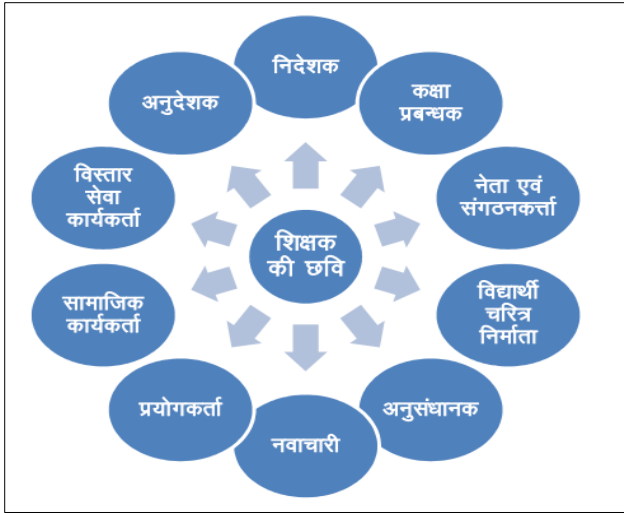 निदेशक
कक्षा
प्रबन्धक
नेता एवं
संगठनकर्त्ता
विद्यार्थी
चरित्र
निर्माता
अनुसंधानक
नवाचारी
प्रयोगकर्ता
सामाजिक
कार्यकर्ता
विस्तार
सेवा
कार्यकर्ता
अनुदेशक
शिक्षक
की छवि